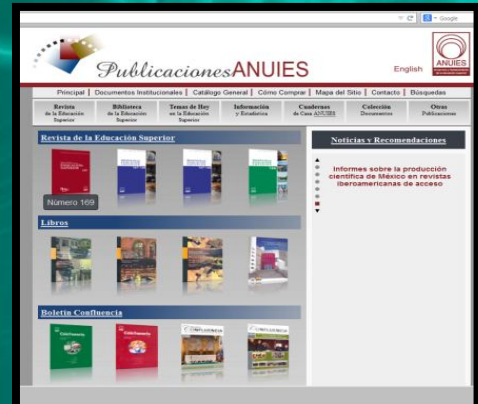 Google
PublicacionesANUIES
English
ANUIES
Principal | Documentos Institucionales | Catálogo General | Cómo Comprar | Mapa del Sitio | Contacto | Búsquedas
Revista
de la Educación
Superior
Biblioteca
de la Educación
Superior
Temas de Hoy
en la Educación
Superior
Información
y Estadística
Cuadernos
de Casa ANUIES
Colección
Documentos
Otras
Publicaciones
Revista de la Educación Superior
Número 169
Noticias y Recomendaciones
Informes sobre la producción
científica de México en revistas
iberoamericanas de acceso
Libros
Boletín Confluencia